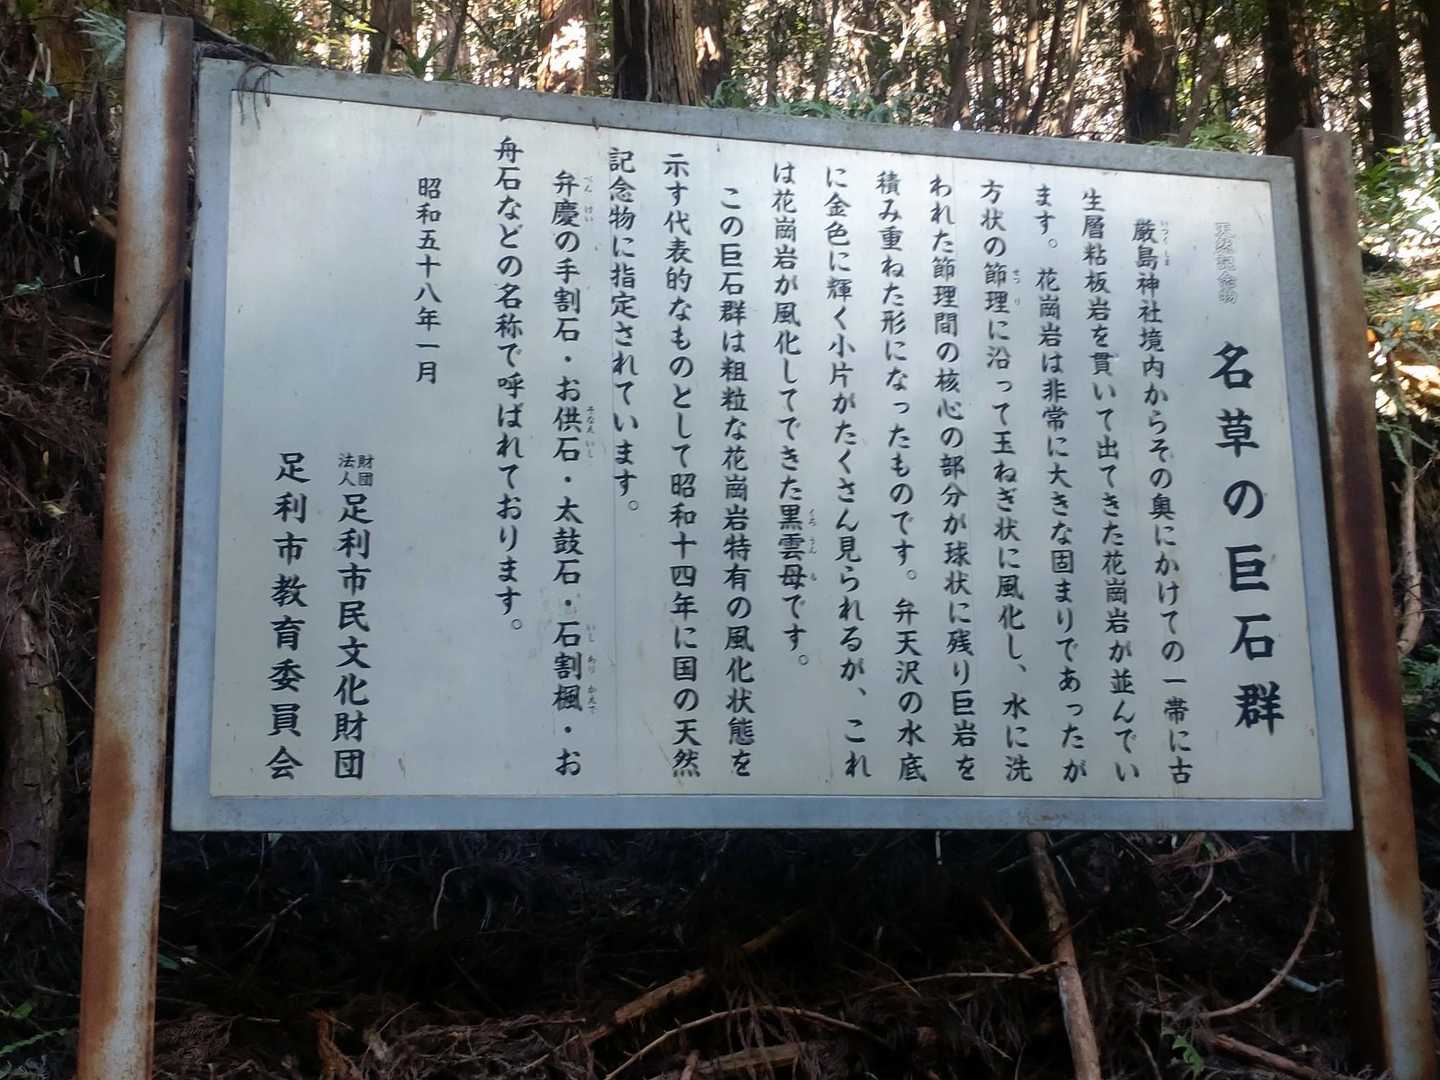 天然記念物
名草の巨石群
厳島神社境内からその奥にかけての一帯に古
生層粘板岩を貫いて出てきた花崗岩が並んでい
ます。花崗岩は非常に大きな固まりであったが
方状の節理に沿って玉ねぎ状に風化し、水に洗
われた節理間の核心の部分が球状に残り巨岩を
積み重ねた形になったものです。弁天沢の水底
に金色に輝く小片がたくさん見られるが、これ
は花崗岩が風化してできた黒雲母です。
この巨石群は粗粒な花崗岩特有の風化状態を
示す代表的なものとして昭和十四年に国の天然
記念物に指定されています。
弁慶の手割石・お供石・太鼓石・石割楓・お
舟石などの名称で呼ばれております。
昭和五十八年一月
財団法人足利市民文化財団
足利市教育委員会